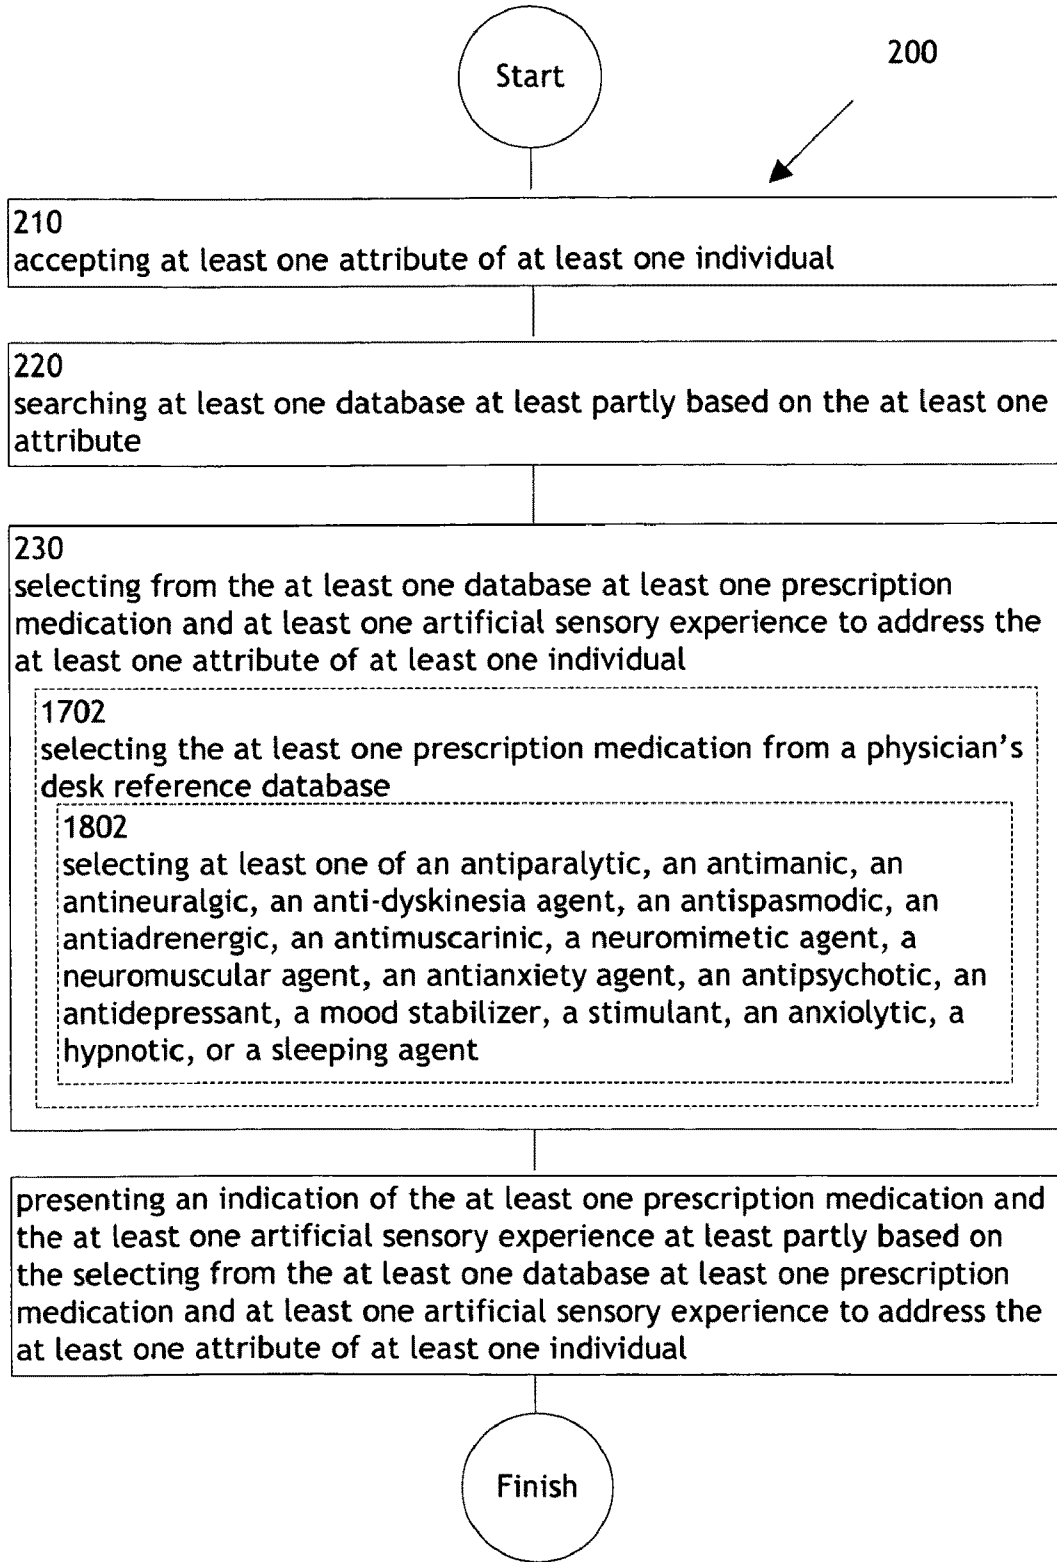 Start
200
210
accepting at least one attribute of at least one individual
220
searching at least one database at least partly based on the at least one
attribute
230
selecting from the at least one database at least one prescription
medication and at least one artificial sensory experience to address the
at least one attribute of at least one individual
1702
selecting the at least one prescription medication from a physician's
desk reference database
1802
selecting at least one of an antiparalytic, an antimanic, an
antineuralgic, an anti-dyskinesia agent, an antispasmodic, an
antiadrenergic, an antimuscarinic, a neuromimetic agent, a
neuromuscular agent, an antianxiety agent, an antipsychotic, an
antidepressant, a mood stabilizer, a stimulant, an anxiolytic, a
hypnotic, or a sleeping agent
presenting an indication of the at least one prescription medication and
the at least one artificial sensory experience at least partly based on
the selecting from the at least one database at least one prescription
medication and at least one artificial sensory experience to address the
at least one attribute of at least one individual
Finish